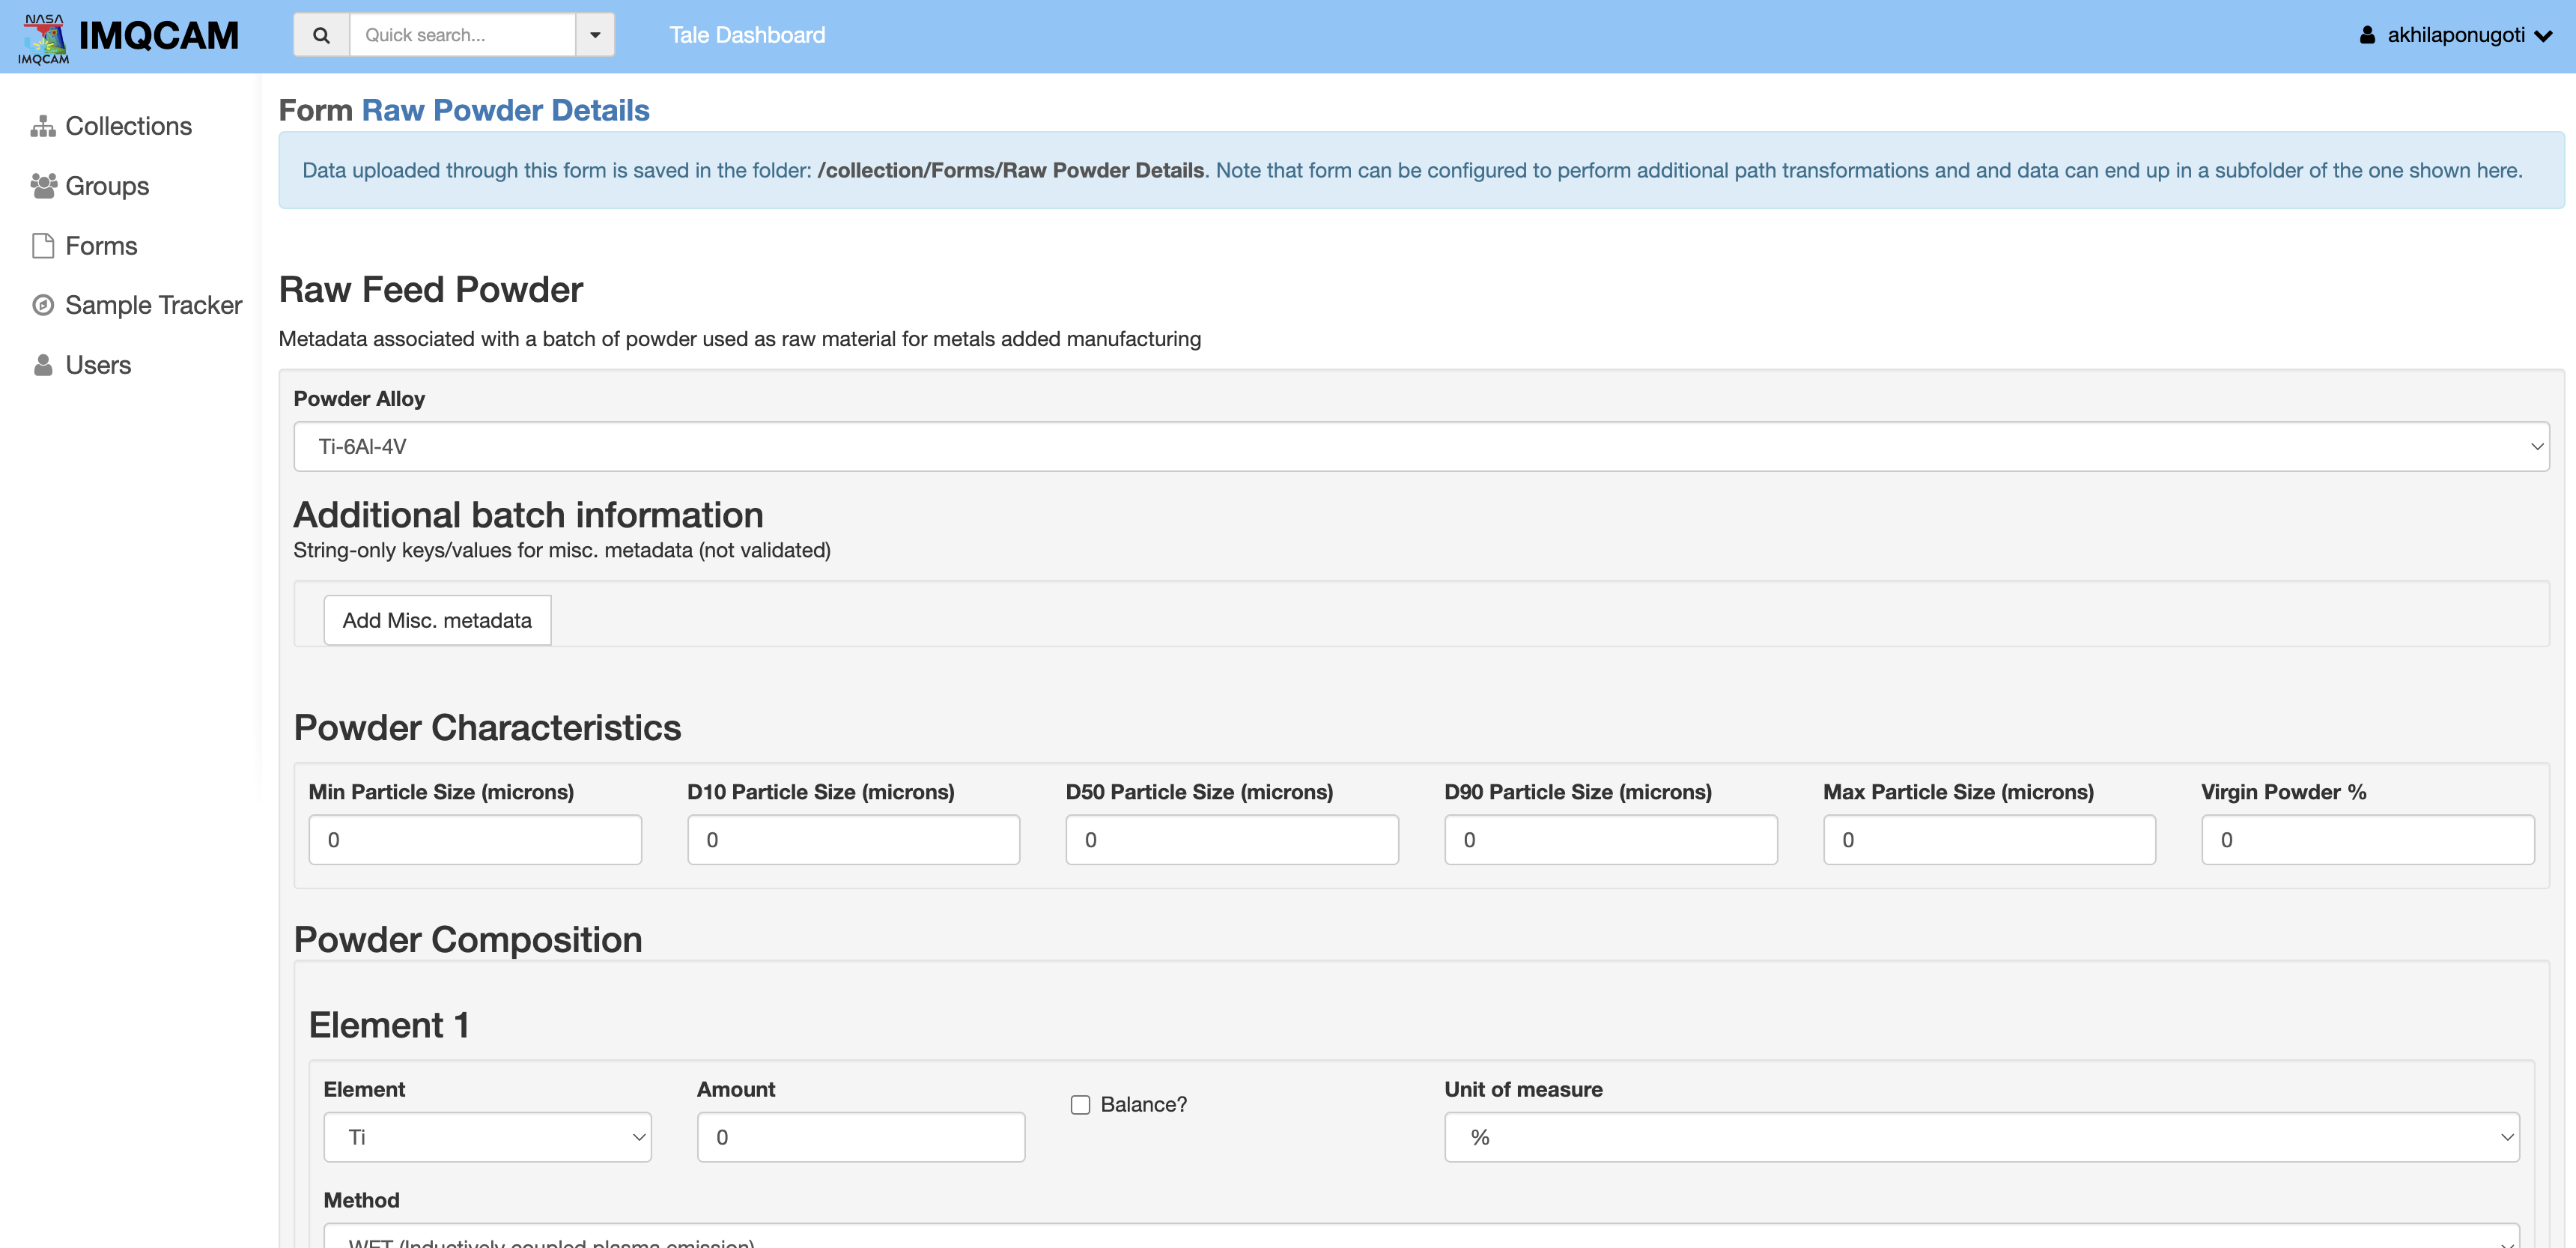 NASA
IMQCAM
IMQCAM
Quick search...
Tale Dashboard
akhilaponugoti
Collections
Groups
Forms
Sample Tracker
Users
Form Raw Powder Details
Data uploaded through this form is saved in the folder: /collection/Forms/Raw Powder Details. Note that form can be configured to perform additional path transformations and and data can end up in a subfolder of the one shown here.
Raw Feed Powder
Metadata associated with a batch of powder used as raw material for metals added manufacturing
Powder Alloy
Ti-6Al-4V
Additional batch information
String-only keys/values for misc. metadata (not validated)
Add Misc. metadata
Powder Characteristics
Min Particle Size (microns) D10 Particle Size (microns) D50 Particle Size (microns) D90 Particle Size (microns) Max Particle Size (microns) Virgin Powder %
0 0 0 0 0 0
Powder Composition
Element 1
Element Amount Balance? Unit of measure
Ti 0 %
Method
WET (Inductively coupled plasma emission)